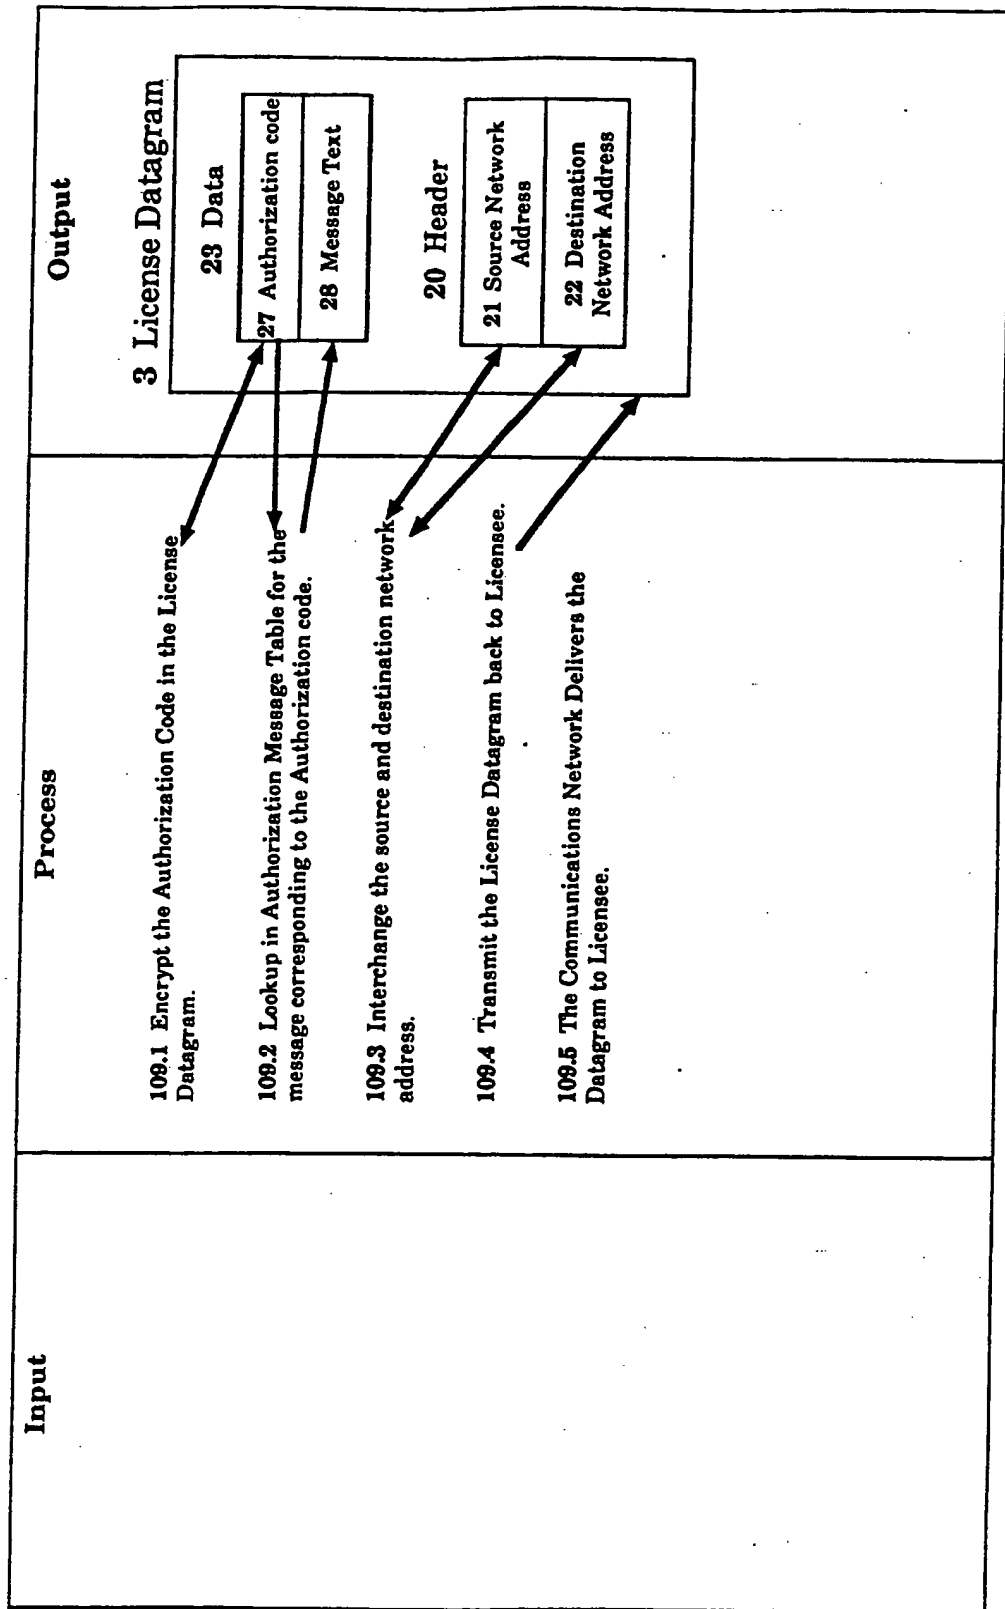 Input
Process
Output
109.1 Encrypt the Authorization Code in the License
Datagram.
109.2 Lookup in Authorization Message Table for the
message corresponding to the Authorization code.
109.3 Interchange the source and destination network
address.
109.4 Transmit the License Datagram back to Licensee.
109.5 The Communications Network Delivers the
Datagram to Licensee.
3 License Datagram
23 Data
27 Authorization code
28 Message Text
20 Header
21 Source Network
Address
22 Destination
Network Address